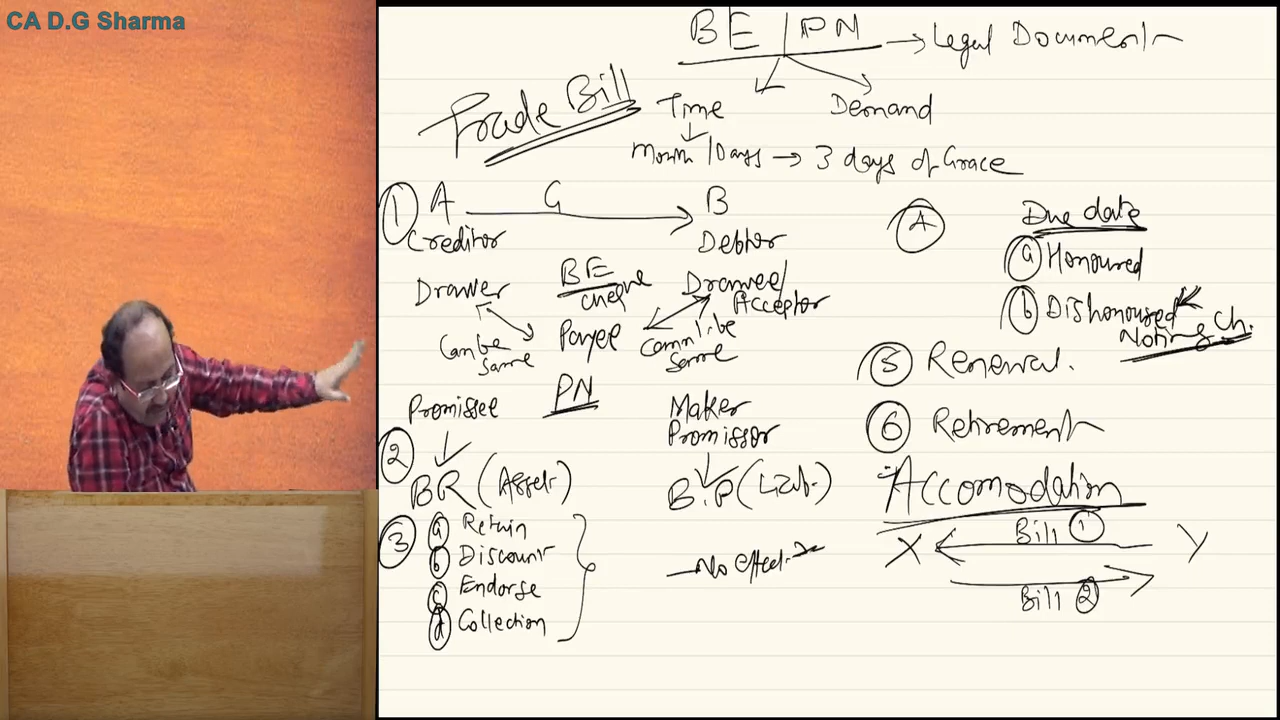 CA D.G Sharma
BE | PN → Legal Document
Trade Bill
Time
Demand
Month / Days → 3 days of Grace
① A G B
Creditor Debtor
BE
cheque
Drawer Drawee/
Acceptor
Payee
Can be
same
Cann't be
same
Promissee PN Maker
Promissor
② BR (Asset) B.P (Liab.)
③ ⓐ Retain
ⓑ Discount
ⓒ Endorse
ⓓ Collection
No effect
④ Due date
ⓐ Honoured
ⓑ Dishonoured
Noting Ch.
⑤ Renewal.
⑥ Retirement
Accomodation
X Bill ① Y
Bill ②